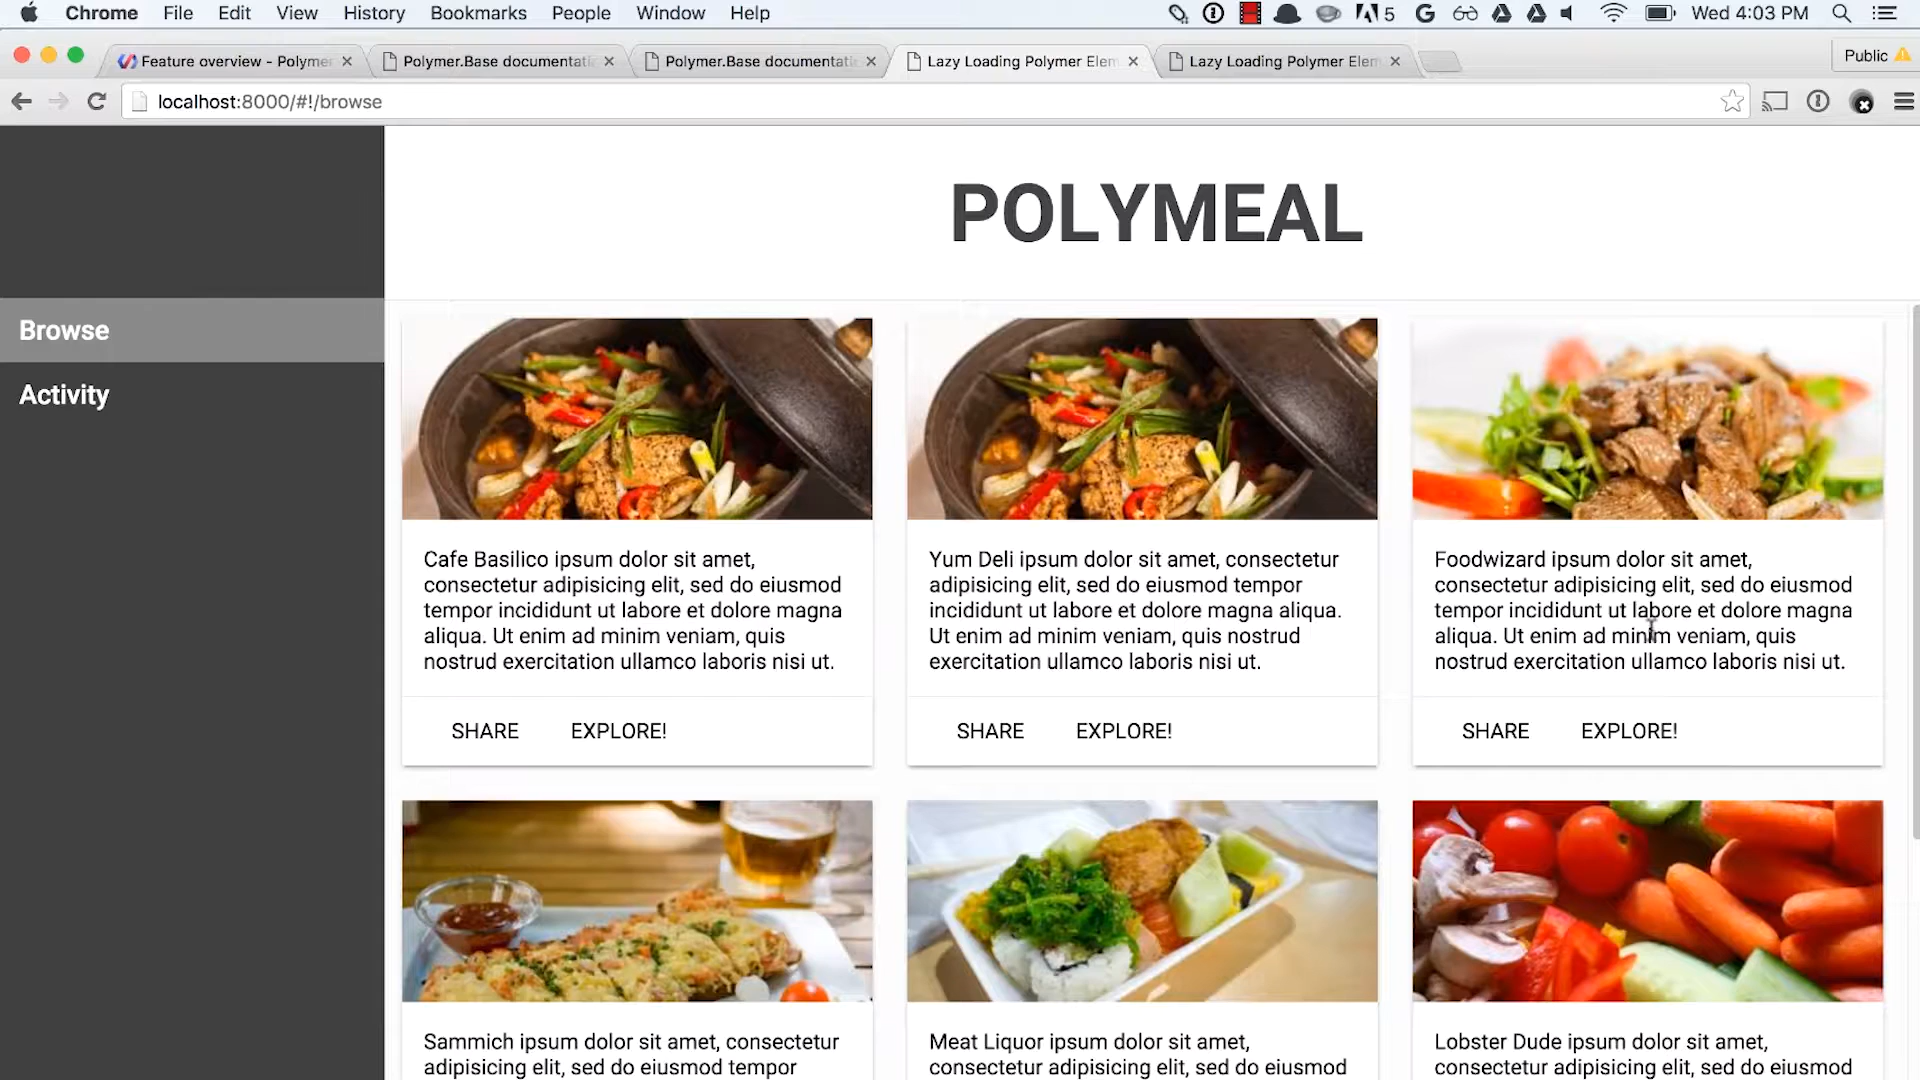 Chrome File Edit View History Bookmarks People Window Help 5 Wed 4:03 PM
Feature overview - Polymer Polymer.Base documentati Polymer.Base documentati Lazy Loading Polymer Elem Lazy Loading Polymer Elem Public
localhost:8000/#!/browse
POLYMEAL
Browse
Activity
Cafe Basilico ipsum dolor sit amet,
consectetur adipisicing elit, sed do eiusmod
tempor incididunt ut labore et dolore magna
aliqua. Ut enim ad minim veniam, quis
nostrud exercitation ullamco laboris nisi ut.
SHARE EXPLORE!
Yum Deli ipsum dolor sit amet, consectetur
adipisicing elit, sed do eiusmod tempor
incididunt ut labore et dolore magna aliqua.
Ut enim ad minim veniam, quis nostrud
exercitation ullamco laboris nisi ut.
SHARE EXPLORE!
Foodwizard ipsum dolor sit amet,
consectetur adipisicing elit, sed do eiusmod
tempor incididunt ut labore et dolore magna
aliqua. Ut enim ad minim veniam, quis
nostrud exercitation ullamco laboris nisi ut.
SHARE EXPLORE!
Sammich ipsum dolor sit amet, consectetur
adipisicing elit, sed do eiusmod tempor
Meat Liquor ipsum dolor sit amet,
consectetur adipisicing elit, sed do eiusmod
Lobster Dude ipsum dolor sit amet,
consectetur adipisicing elit, sed do eiusmod